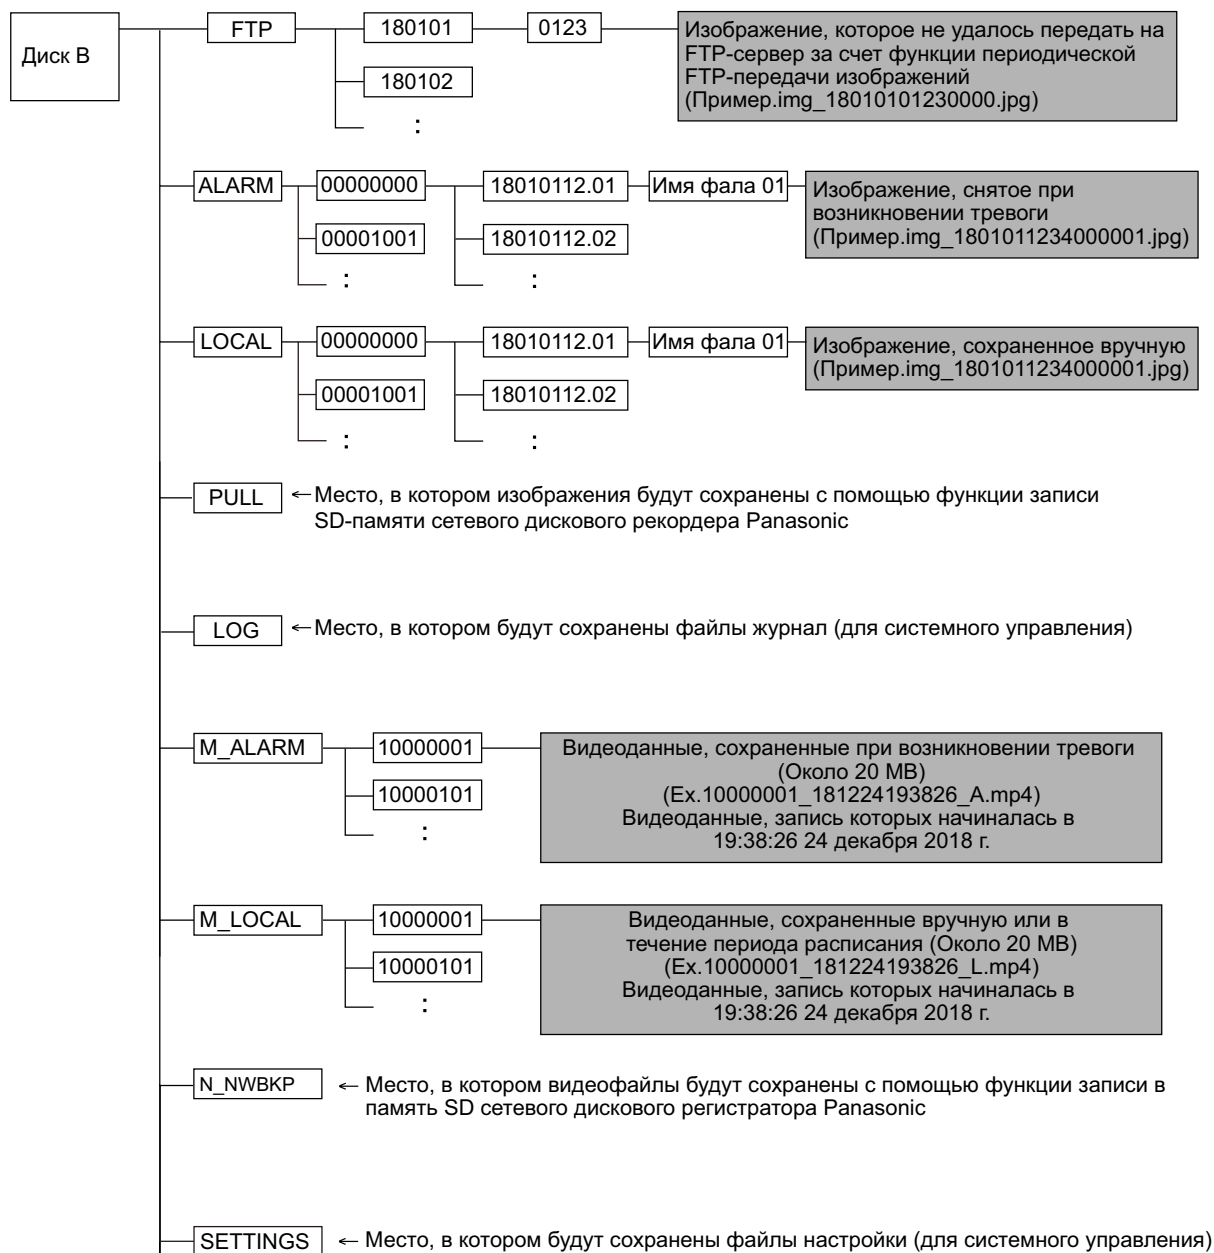 Диск B
FTP
180101
0123
Изображение, которое не удалось передать на
FTP-сервер за счет функции периодической
FTP-передачи изображений
(Пример.img_18010101230000.jpg)
180102
:
ALARM
00000000
18010112.01
Имя фала 01
Изображение, снятое при
возникновении тревоги
(Пример.img_1801011234000001.jpg)
00001001
18010112.02
:
:
LOCAL
00000000
18010112.01
Имя фала 01
Изображение, сохраненное вручную
(Пример.img_1801011234000001.jpg)
00001001
18010112.02
:
:
PULL
←Место, в котором изображения будут сохранены с помощью функции записи
SD-памяти сетевого дискового рекордера Panasonic
LOG
←Место, в котором будут сохранены файлы журнал (для системного управления)
M_ALARM
10000001
Видеоданные, сохраненные при возникновении тревоги
(Около 20 MB)
(Ex.10000001_181224193826_A.mp4)
Видеоданные, запись которых начиналась в
19:38:26 24 декабря 2018 г.
10000101
:
M_LOCAL
10000001
Видеоданные, сохраненные вручную или в
течение периода расписания (Около 20 MB)
(Ex.10000001_181224193826_L.mp4)
Видеоданные, запись которых начиналась в
19:38:26 24 декабря 2018 г.
10000101
:
N_NWBKP
← Место, в котором видеофайлы будут сохранены с помощью функции записи в
память SD сетевого дискового регистратора Panasonic
SETTINGS
← Место, в котором будут сохранены файлы настройки (для системного управления)